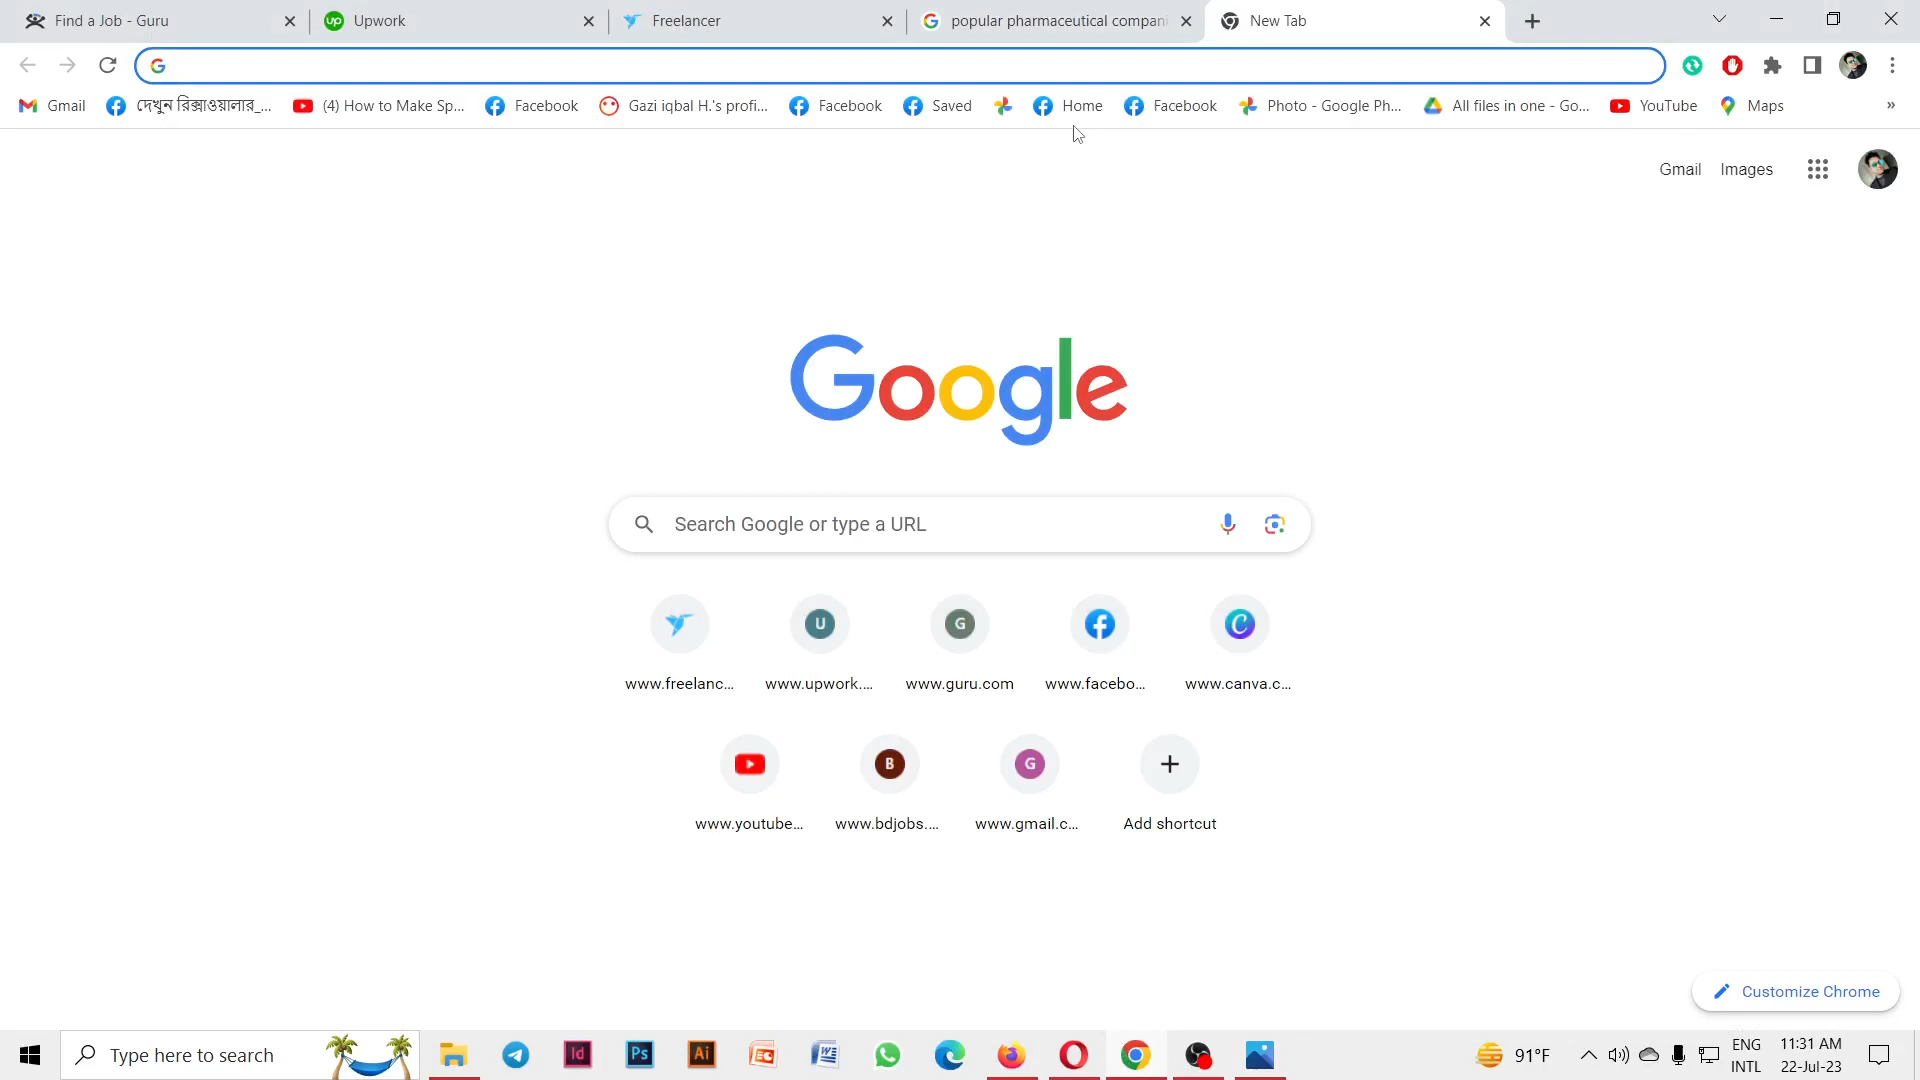 Find a Job - Guru
Upwork
Freelancer
popular pharmaceutical compani
New Tab
Gmail
দেখুন রিক্সাওয়ালার_...
(4) How to Make Sp...
Facebook
Gazi iqbal H.'s profi...
Facebook
Saved
Home
Facebook
Photo - Google Ph...
All files in one - Go...
YouTube
Maps
»
Gmail
Images
Google
Search Google or type a URL
U
G
www.freelanc...
www.upwork....
www.guru.com
www.facebo...
www.canva.c...
B
G
www.youtube...
www.bdjobs....
www.gmail.c...
Add shortcut
Customize Chrome
Type here to search
Id
Ps
Ai
91°F
ENG
INTL
11:31 AM
22-Jul-23